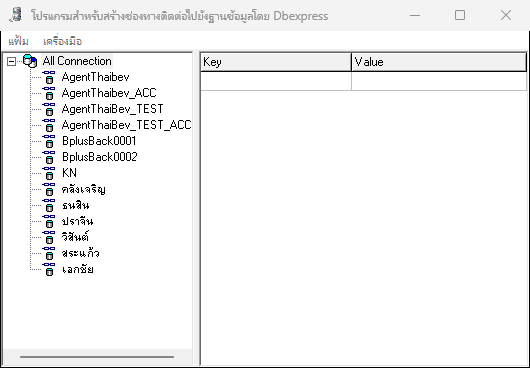 โปรแกรมสำหรับสร้างช่องทางติดต่อไปยังฐานข้อมูลโดย Dbexpress
แฟ้ม เครื่องมือ
All Connection
Key Value
AgentThaibev
AgentThaibev_ACC
AgentThaiBev_TEST
AgentThaiBev_TEST_ACC
BplusBack0001
BplusBack0002
KN
คลังเจริญ
ธนสิน
ปราจีน
วิสันต์
สระแก้ว
เอกชัย